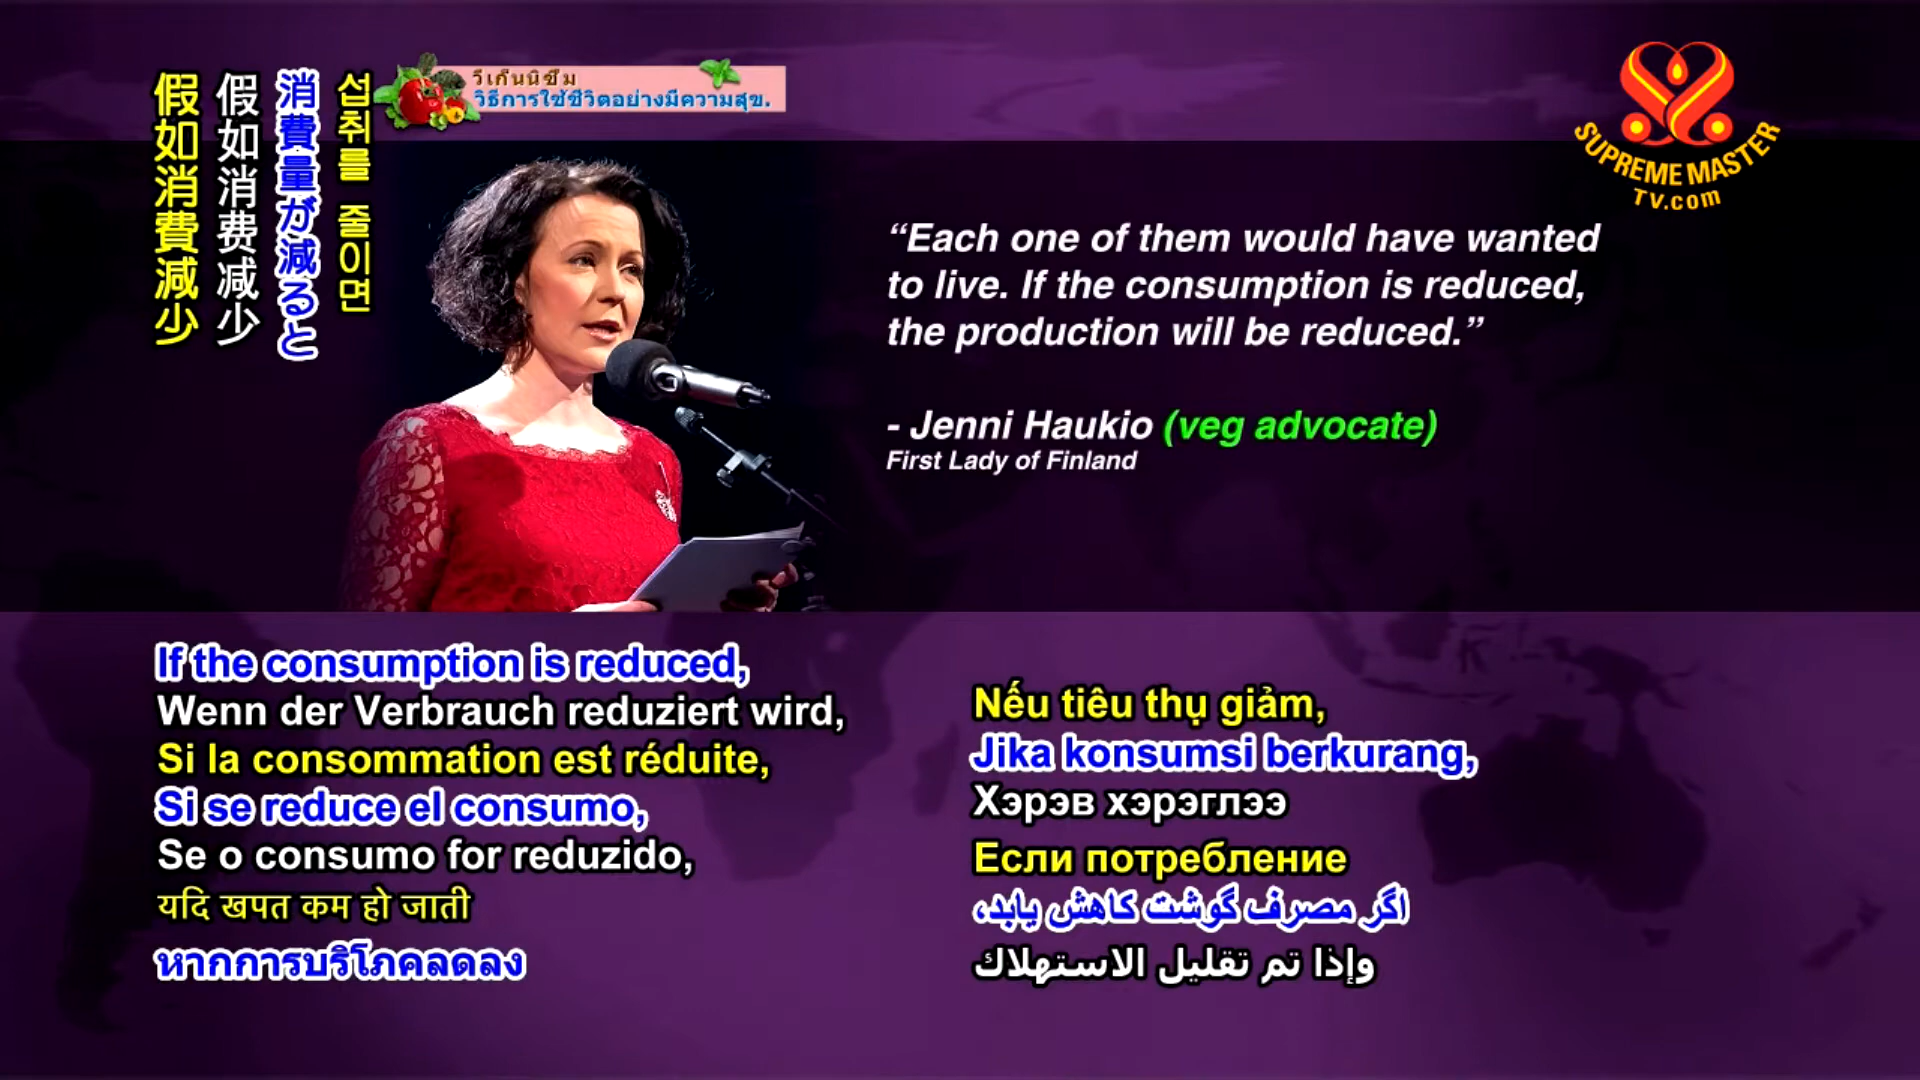 假如消費減少
假如消费减少
消費量が減ると
섭취를 줄이면
วีแก้นนิซึม
วิธีการใช้ชีวิตอย่างมีความสุข.
SUPREME MASTER
TV.com
“Each one of them would have wanted
to live. If the consumption is reduced,
the production will be reduced.”
- Jenni Haukio (veg advocate)
First Lady of Finland
If the consumption is reduced,
Wenn der Verbrauch reduziert wird,
Si la consommation est réduite,
Si se reduce el consumo,
Se o consumo for reduzido,
यदि खपत कम हो जाती
หากการบริโภคลดลง
Nếu tiêu thụ giảm,
Jika konsumsi berkurang,
Хэрэв хэрэглээ
Если потребление
اگر مصرف گوشت کاهش یابد،
وإذا تم تقليل الاستهلاك